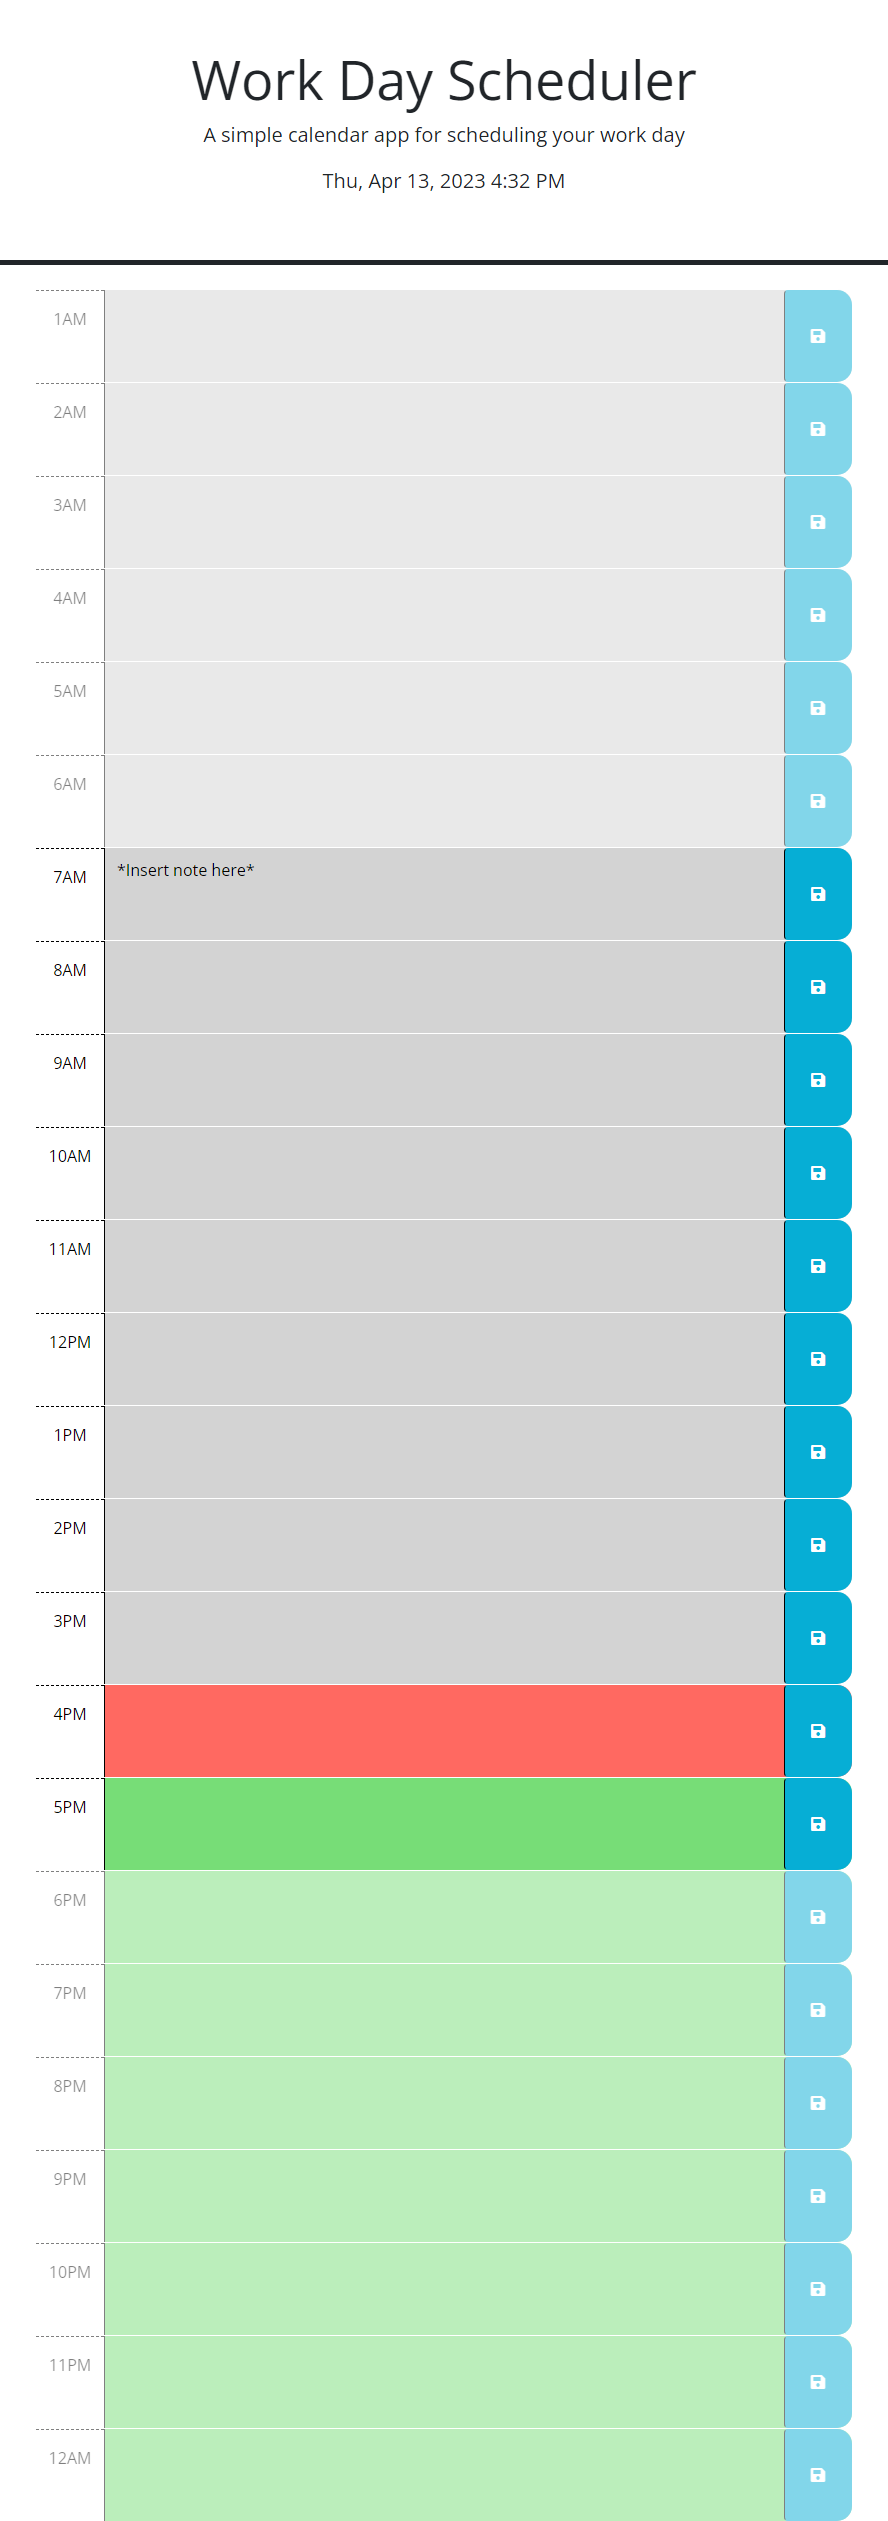 Work Day Scheduler
A simple calendar app for scheduling your work day
Thu, Apr 13, 2023 4:32 PM
1AM
2AM
3AM
4AM
5AM
6AM
7AM
*Insert note here*
8AM
9AM
10AM
11AM
12PM
1PM
2PM
3PM
4PM
5PM
6PM
7PM
8PM
9PM
10PM
11PM
12AM